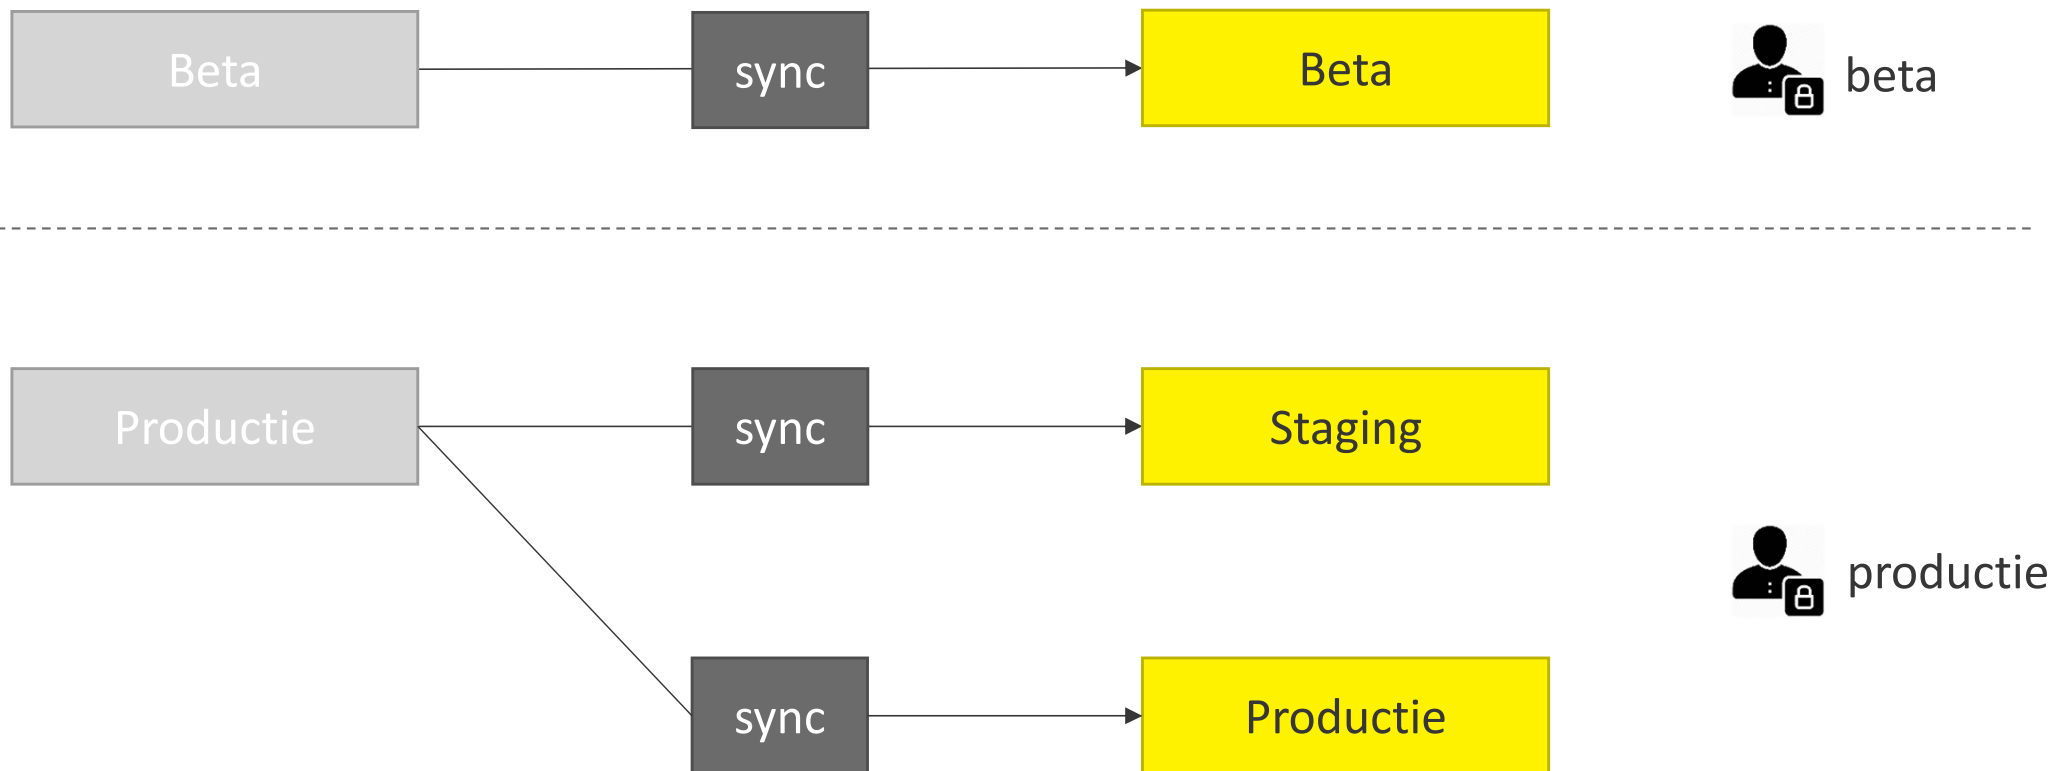 Beta
sync
Beta
beta
Productie
sync
Staging
productie
sync
Productie